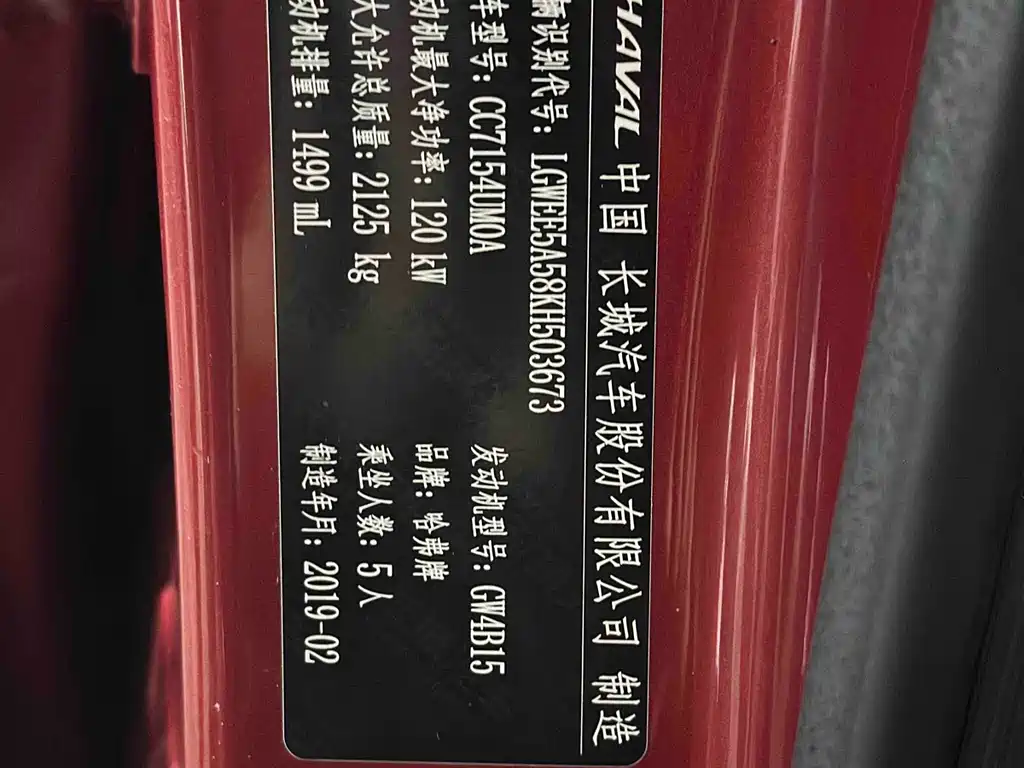 HAVAL 中国 长城汽车股份有限公司 制造
辆识别代号: LGWEE5A58KH503673
车型号: CC7154UM0A 发动机型号: GW4B15
动机最大净功率: 120kW 品牌: 哈弗牌
大允许总质量: 2125 kg 乘坐人数: 5人
动机排量: 1499 mL 制造年月: 2019-02